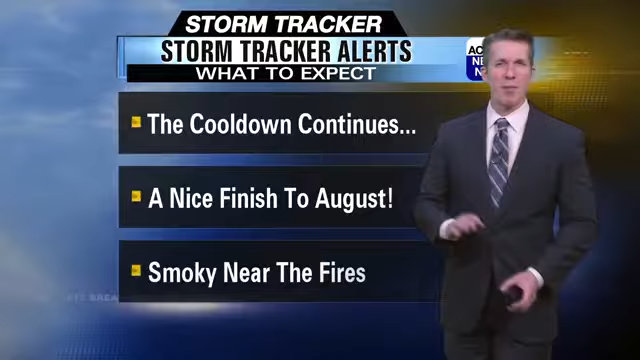 STORM TRACKER
STORM TRACKER ALERTS
WHAT TO EXPECT
The Cooldown Continues...
A Nice Finish To August!
Smoky Near The Fires